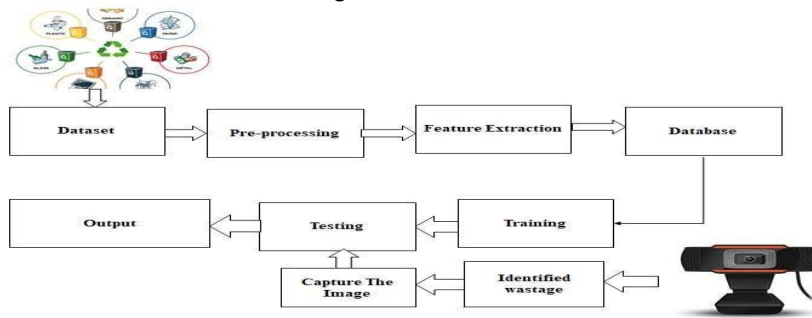 ORGANIC
PLASTIC
PAPER
GLASS
METAL
Dataset
Pre-processing
Feature Extraction
Database
Output
Testing
Training
Capture The
Image
Identified
wastage